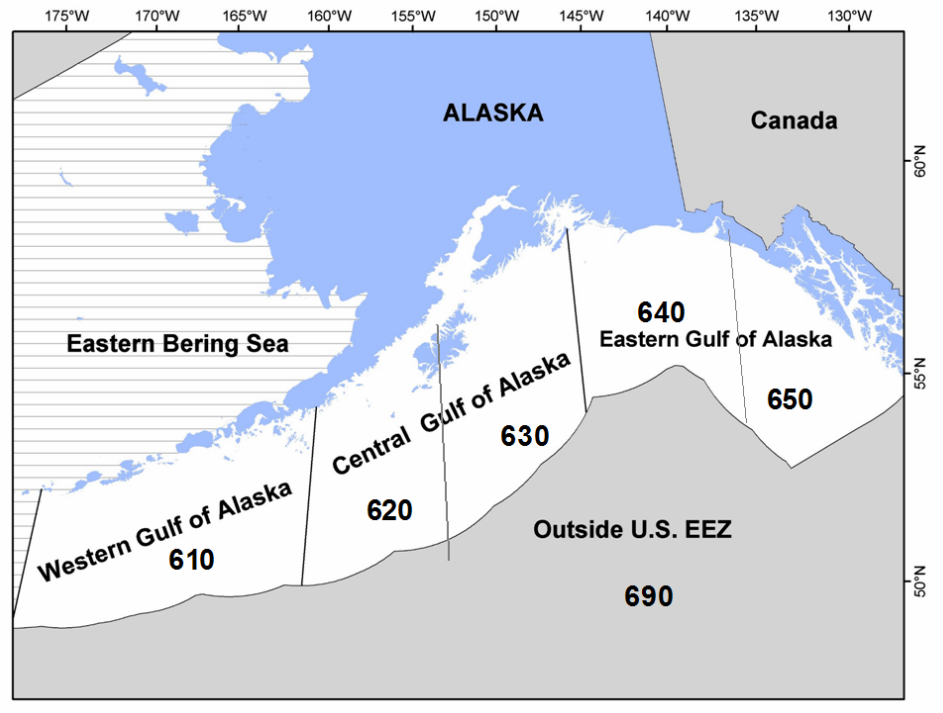 175°W 170°W 165°W 160°W 155°W 150°W 145°W 140°W 135°W 130°W
ALASKA
Canada
60°N
640
Eastern Bering Sea
Eastern Gulf of Alaska
55°N
650
Central Gulf of Alaska
630
620
Western Gulf of Alaska
610
Outside U.S. EEZ
690
50°N